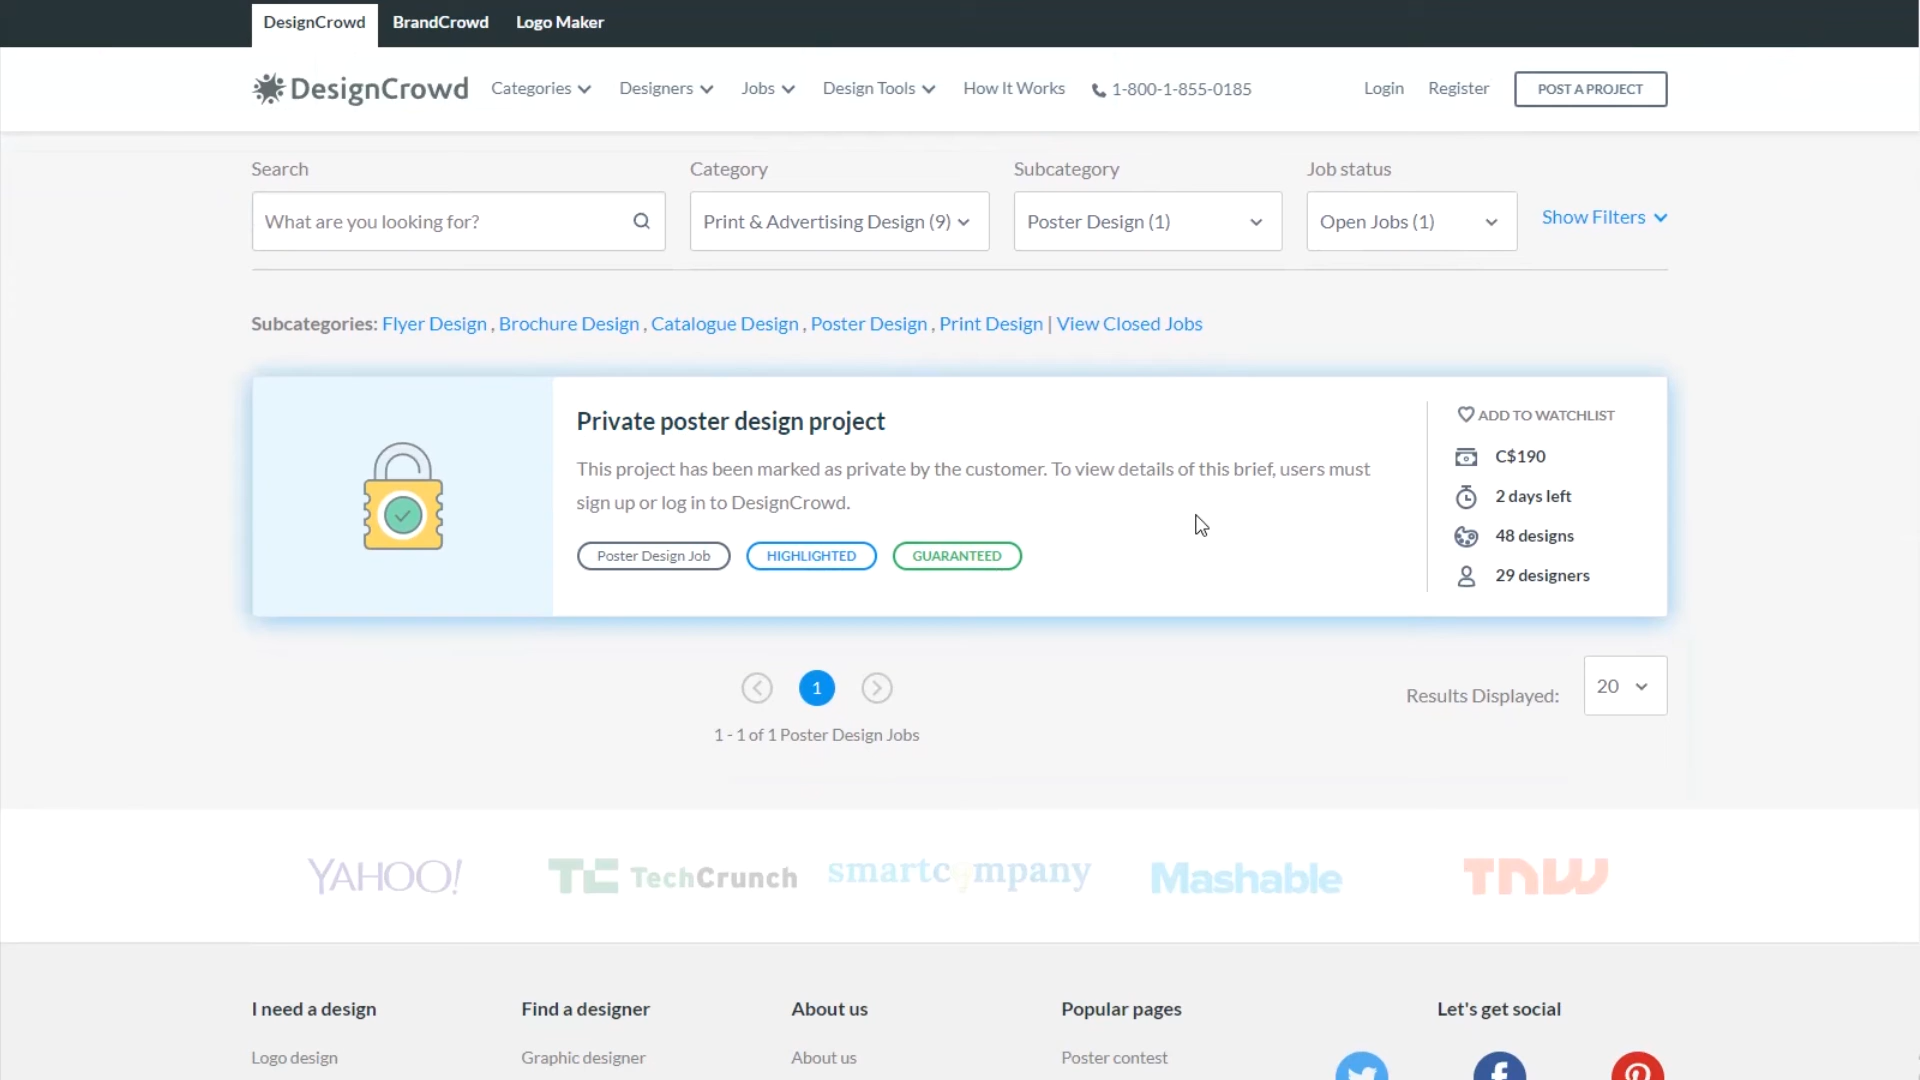 DesignCrowd BrandCrowd Logo Maker
DesignCrowd Categories Designers Jobs Design Tools How It Works 1-800-1-855-0185 Login Register POST A PROJECT
Search Category Subcategory Job status
What are you looking for? Print & Advertising Design (9) Poster Design (1) Open Jobs (1) Show Filters
Subcategories: Flyer Design , Brochure Design , Catalogue Design , Poster Design , Print Design | View Closed Jobs
Private poster design project
This project has been marked as private by the customer. To view details of this brief, users must
sign up or log in to DesignCrowd.
Poster Design Job HIGHLIGHTED GUARANTEED
ADD TO WATCHLIST
C$190
2 days left
48 designs
29 designers
1
1 - 1 of 1 Poster Design Jobs
Results Displayed: 20
YAHOO! TC TechCrunch smartcompany Mashable TNW
I need a design Find a designer About us Popular pages Let's get social
Logo design Graphic designer About us Poster contest